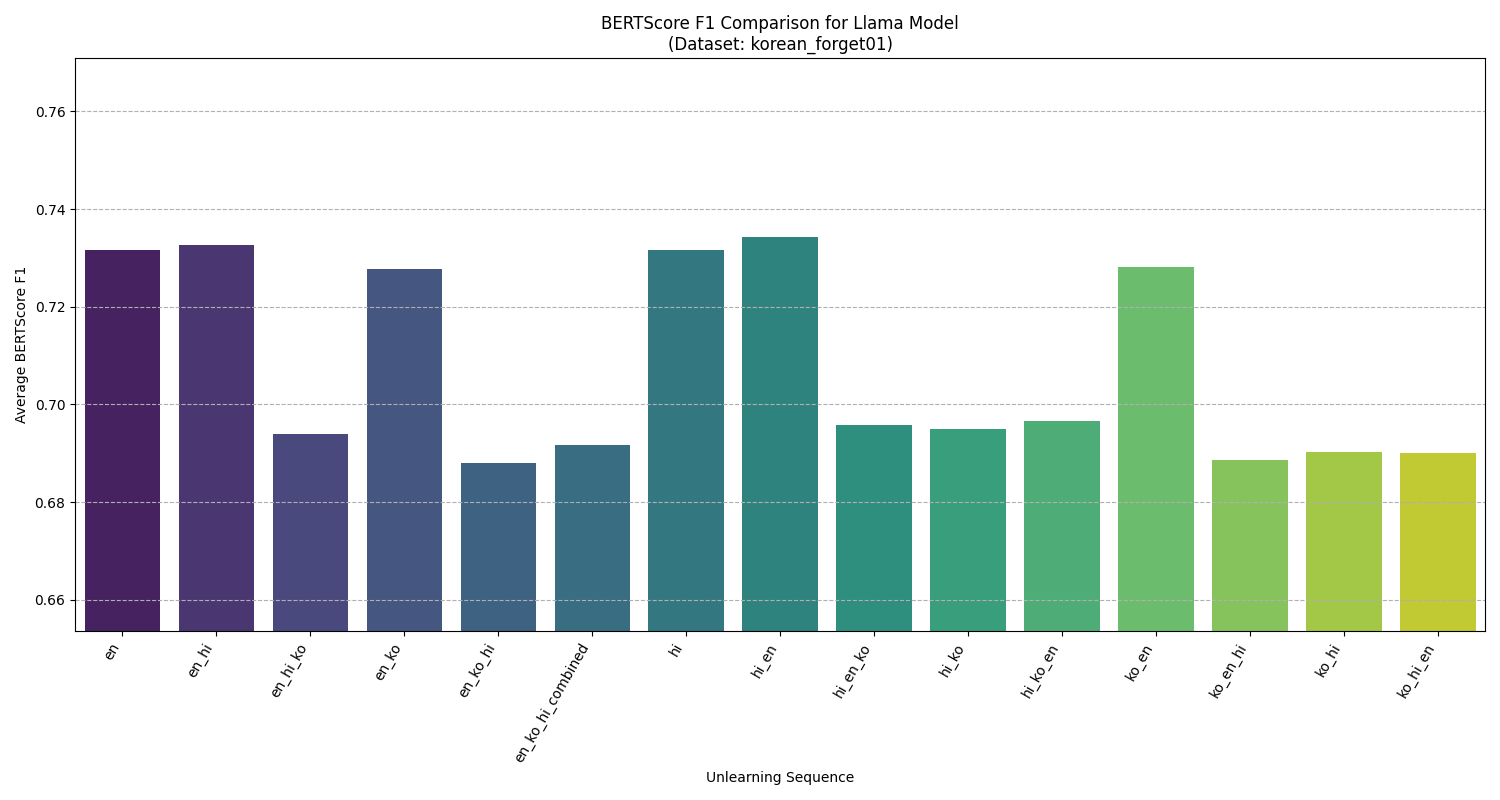 BERTScore F1 Comparison for Llama Model
(Dataset: korean_forget01)
Average BERTScore F1
0.76
0.74
0.72
0.70
0.68
0.66
en
en_hi
en_hi_ko
en_ko
en_ko_hi
en_ko_hi_combined
hi
hi_en
hi_en_ko
hi_ko
hi_ko_en
ko_en
ko_en_hi
ko_hi
ko_hi_en
Unlearning Sequence